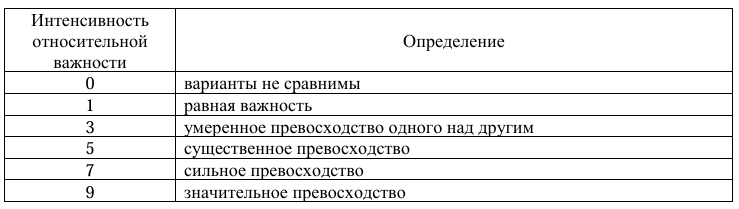 Интенсивность
относительной
важности
Определение
0 варианты не сравнимы
1 равная важность
3 умеренное превосходство одного над другим
5 существенное превосходство
7 сильное превосходство
9 значительное превосходство